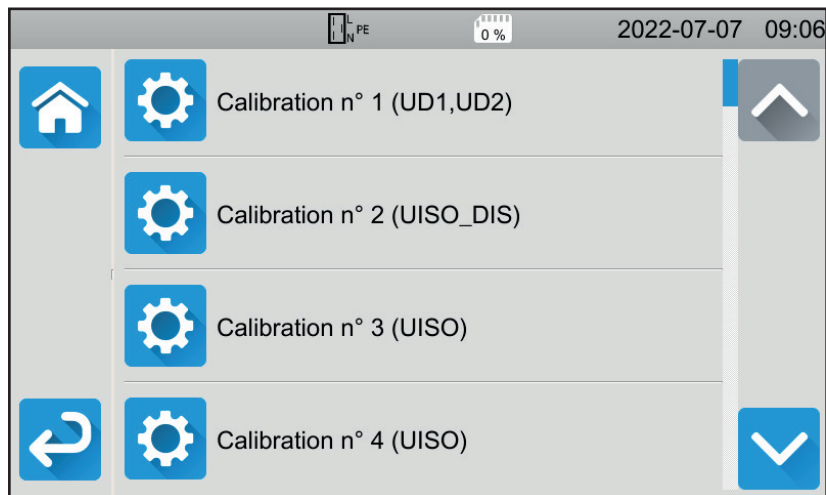 L
N PE
0 %
2022-07-07 09:06
Calibration n° 1 (UD1,UD2)
Calibration n° 2 (UISO_DIS)
Calibration n° 3 (UISO)
Calibration n° 4 (UISO)